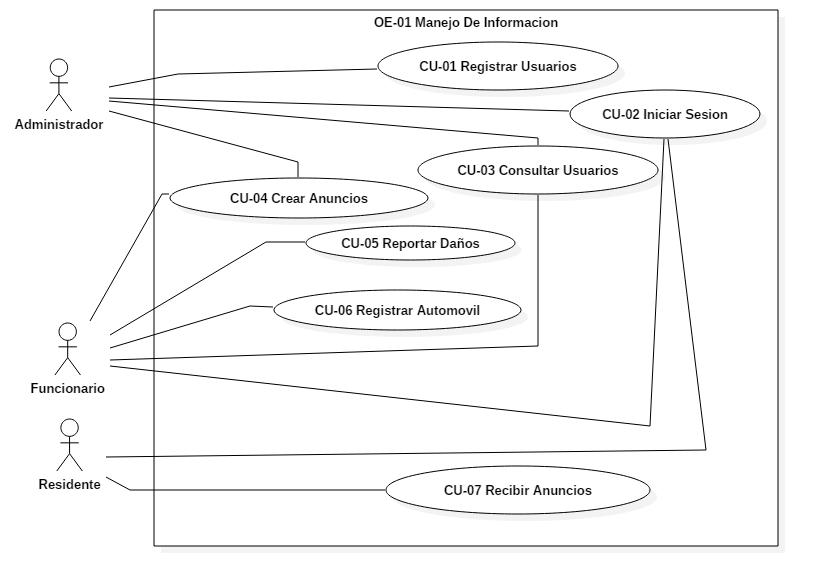 OE-01 Manejo De Informacion
CU-01 Registrar Usuarios
Administrador
CU-02 Iniciar Sesion
CU-03 Consultar Usuarios
CU-04 Crear Anuncios
CU-05 Reportar Daños
CU-06 Registrar Automovil
Funcionario
Residente
CU-07 Recibir Anuncios